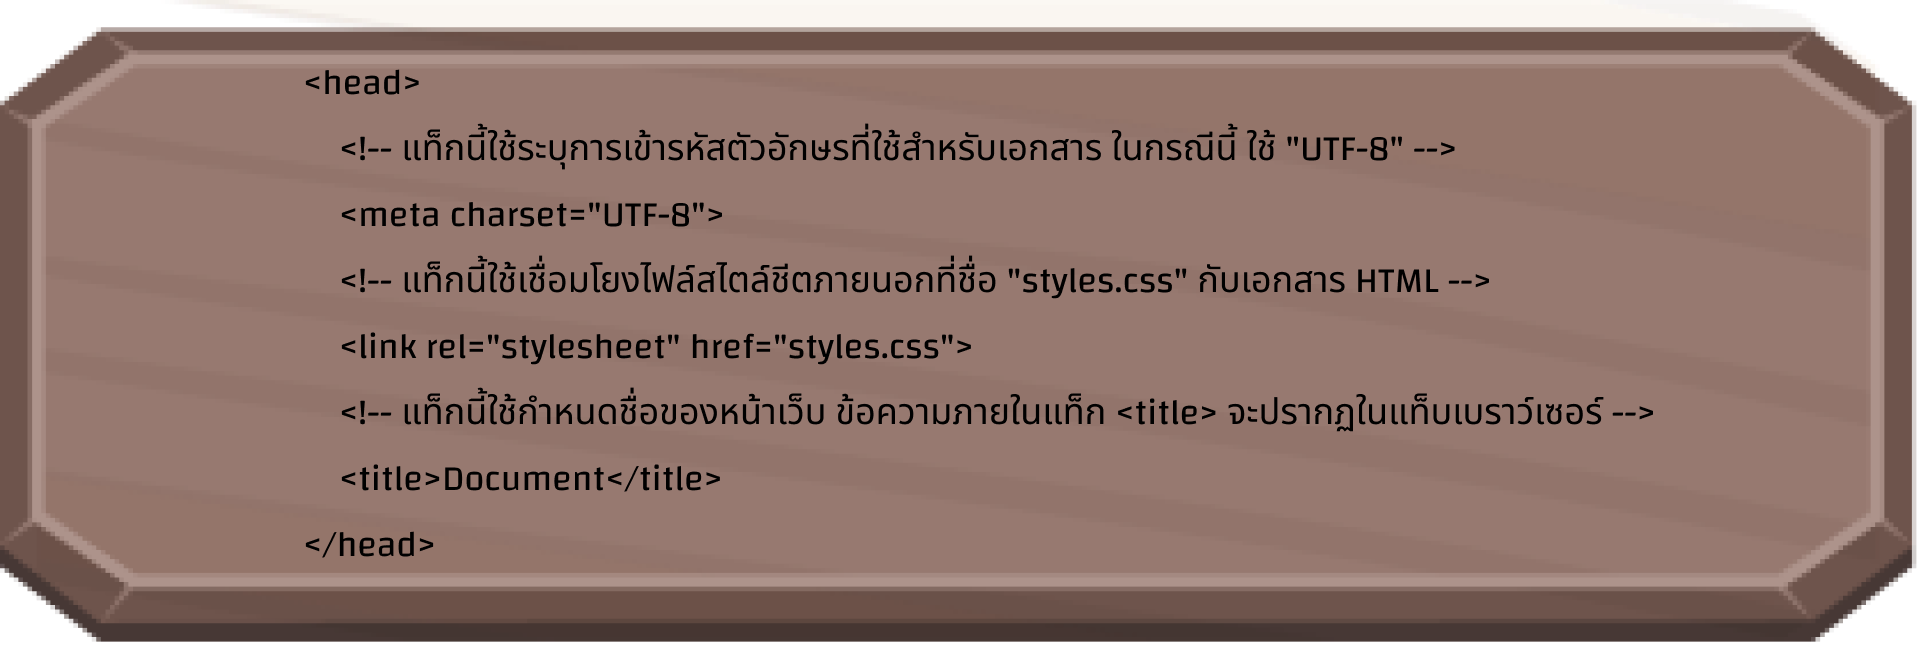 <head>
<!-- แท็กนี้ใช้ระบุการเข้ารหัสตัวอักษรที่ใช้สำหรับเอกสาร ในกรณีนี้ ใช้ "UTF-8" -->
<meta charset="UTF-8">
<!-- แท็กนี้ใช้เชื่อมโยงไฟล์สไตล์ชีตภายนอกที่ชื่อ "styles.css" กับเอกสาร HTML -->
<link rel="stylesheet" href="styles.css">
<!-- แท็กนี้ใช้กำหนดชื่อของหน้าเว็บ ข้อความภายในแท็ก <title> จะปรากฏในแท็บเบราว์เซอร์ -->
<title>Document</title>
</head>